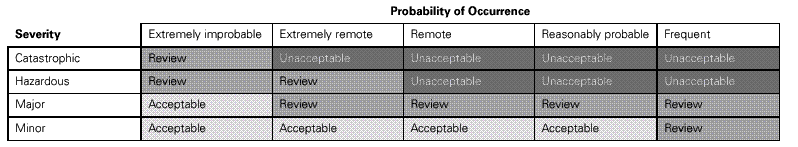 Probability of Occurrence
Severity Extremely improbable Extremely remote Remote Reasonably probable Frequent
Catastrophic Review Unacceptable Unacceptable Unacceptable Unacceptable
Hazardous Review Review Unacceptable Unacceptable Unacceptable
Major Acceptable Review Review Review Review
Minor Acceptable Acceptable Acceptable Acceptable Review